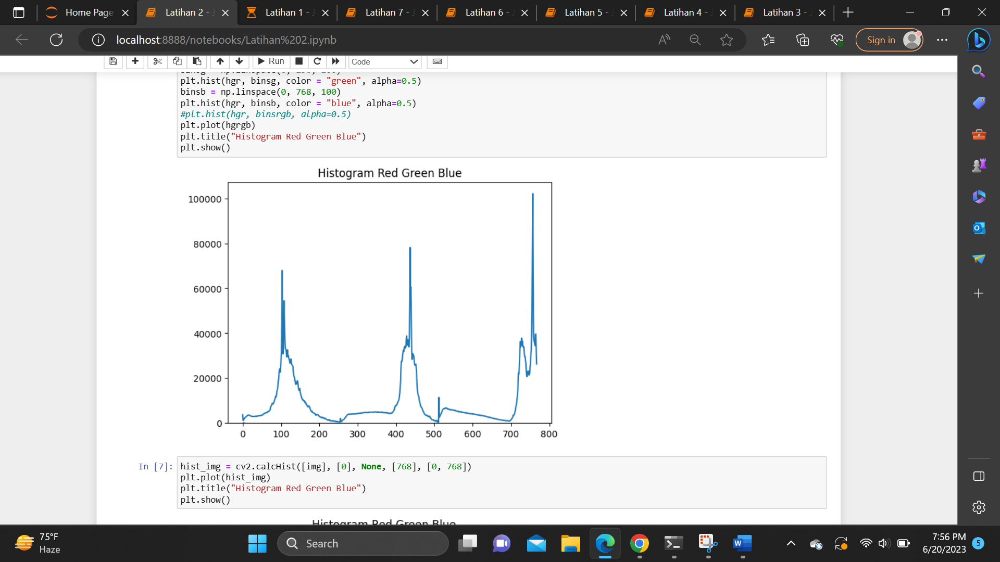 Home Page
Latihan 2 - J
Latihan 1 - J
Latihan 7 - J
Latihan 6 - J
Latihan 5 - J
Latihan 4 - J
Latihan 3 - J
localhost:8888/notebooks/Latihan%202.ipynb
Sign in
Run
Code
plt.hist(hgr, binsg, color = "green", alpha=0.5)
binsb = np.linspace(0, 768, 100)
plt.hist(hgr, binsb, color = "blue", alpha=0.5)
#plt.hist(hgr, binsrgb, alpha=0.5)
plt.plot(hgrgb)
plt.title("Histogram Red Green Blue")
plt.show()
Histogram Red Green Blue
100000
80000
60000
40000
20000
0
0 100 200 300 400 500 600 700 800
In [7]:
hist_img = cv2.calcHist([img], [0], None, [768], [0, 768])
plt.plot(hist_img)
plt.title("Histogram Red Green Blue")
plt.show()
Histogram Red Green Blue
75°F
Haze
Search
7:56 PM
6/20/2023
5